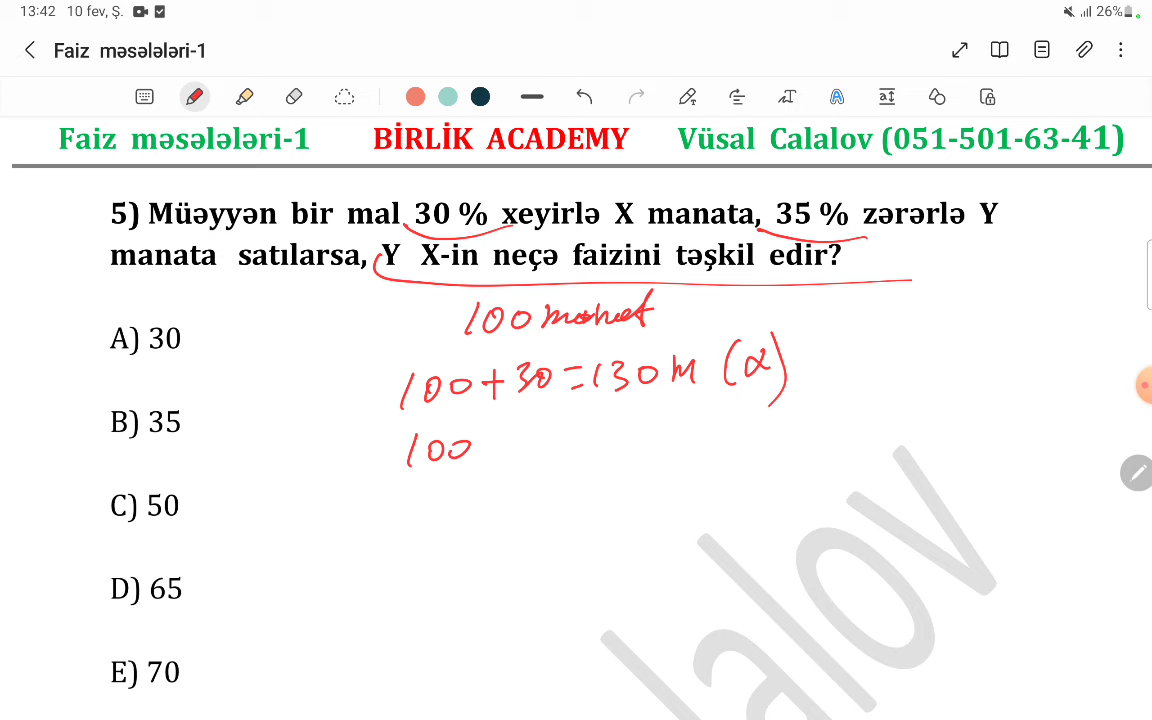 13:42 10 fev, Ş. 26%
Faiz məsələləri-1
Faiz məsələləri-1 BİRLİK ACADEMY Vüsal Calalov (051-501-63-41)
5) Müəyyən bir mal 30 % xeyirlə X manata, 35 % zərərlə Y
manata satılarsa, Y X-in neçə faizini təşkil edir?
100 manat
A) 30
100 + 30 = 130 M (x)
B) 35
100
C) 50
D) 65
E) 70
alalov